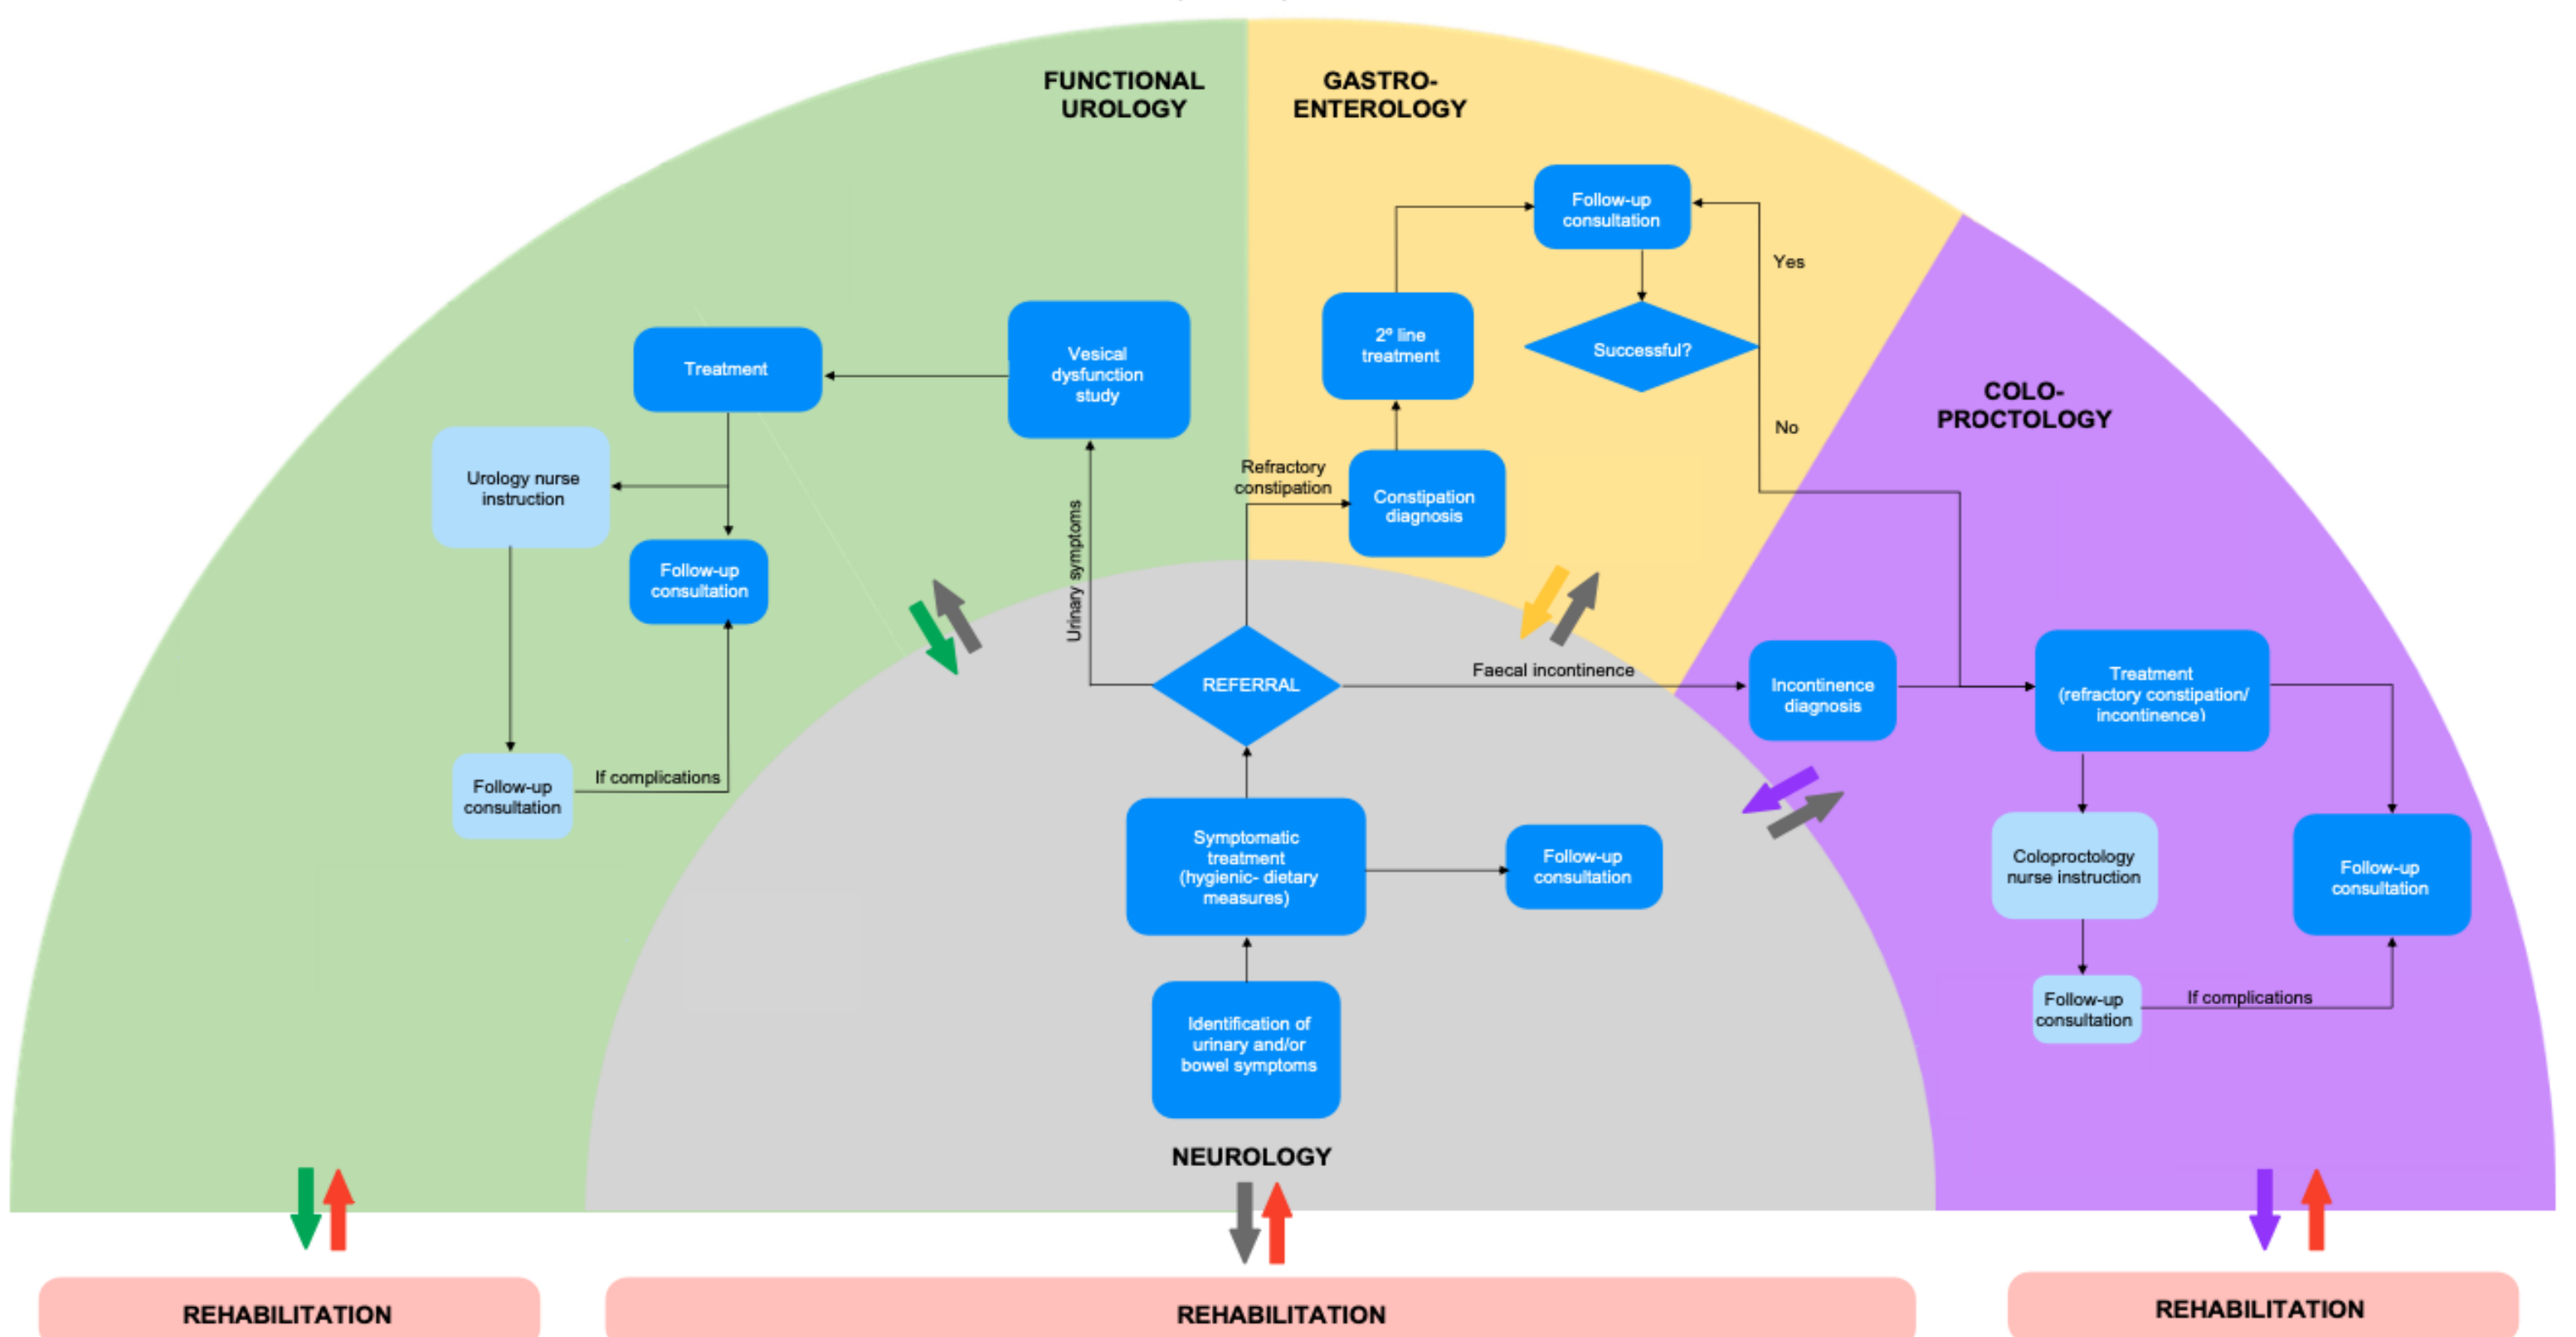 FUNCTIONAL
UROLOGY
GASTRO-
ENTEROLOGY
COLO-
PROCTOLOGY
Follow-up
consultation
Yes
Successful?
No
2º line
treatment
Refractory
constipation
Constipation
diagnosis
Treatment
Vesical
dysfunction
study
Urology nurse
instruction
Follow-up
consultation
Follow-up
consultation
If complications
Urinary symptoms
REFERRAL
Faecal incontinence
Incontinence
diagnosis
Treatment
(refractory constipation/
incontinence)
Coloproctology
nurse instruction
Follow-up
consultation
Follow-up
consultation
If complications
Symptomatic
treatment
(hygienic- dietary
measures)
Follow-up
consultation
Identification of
urinary and/or
bowel symptoms
NEUROLOGY
REHABILITATION
REHABILITATION
REHABILITATION